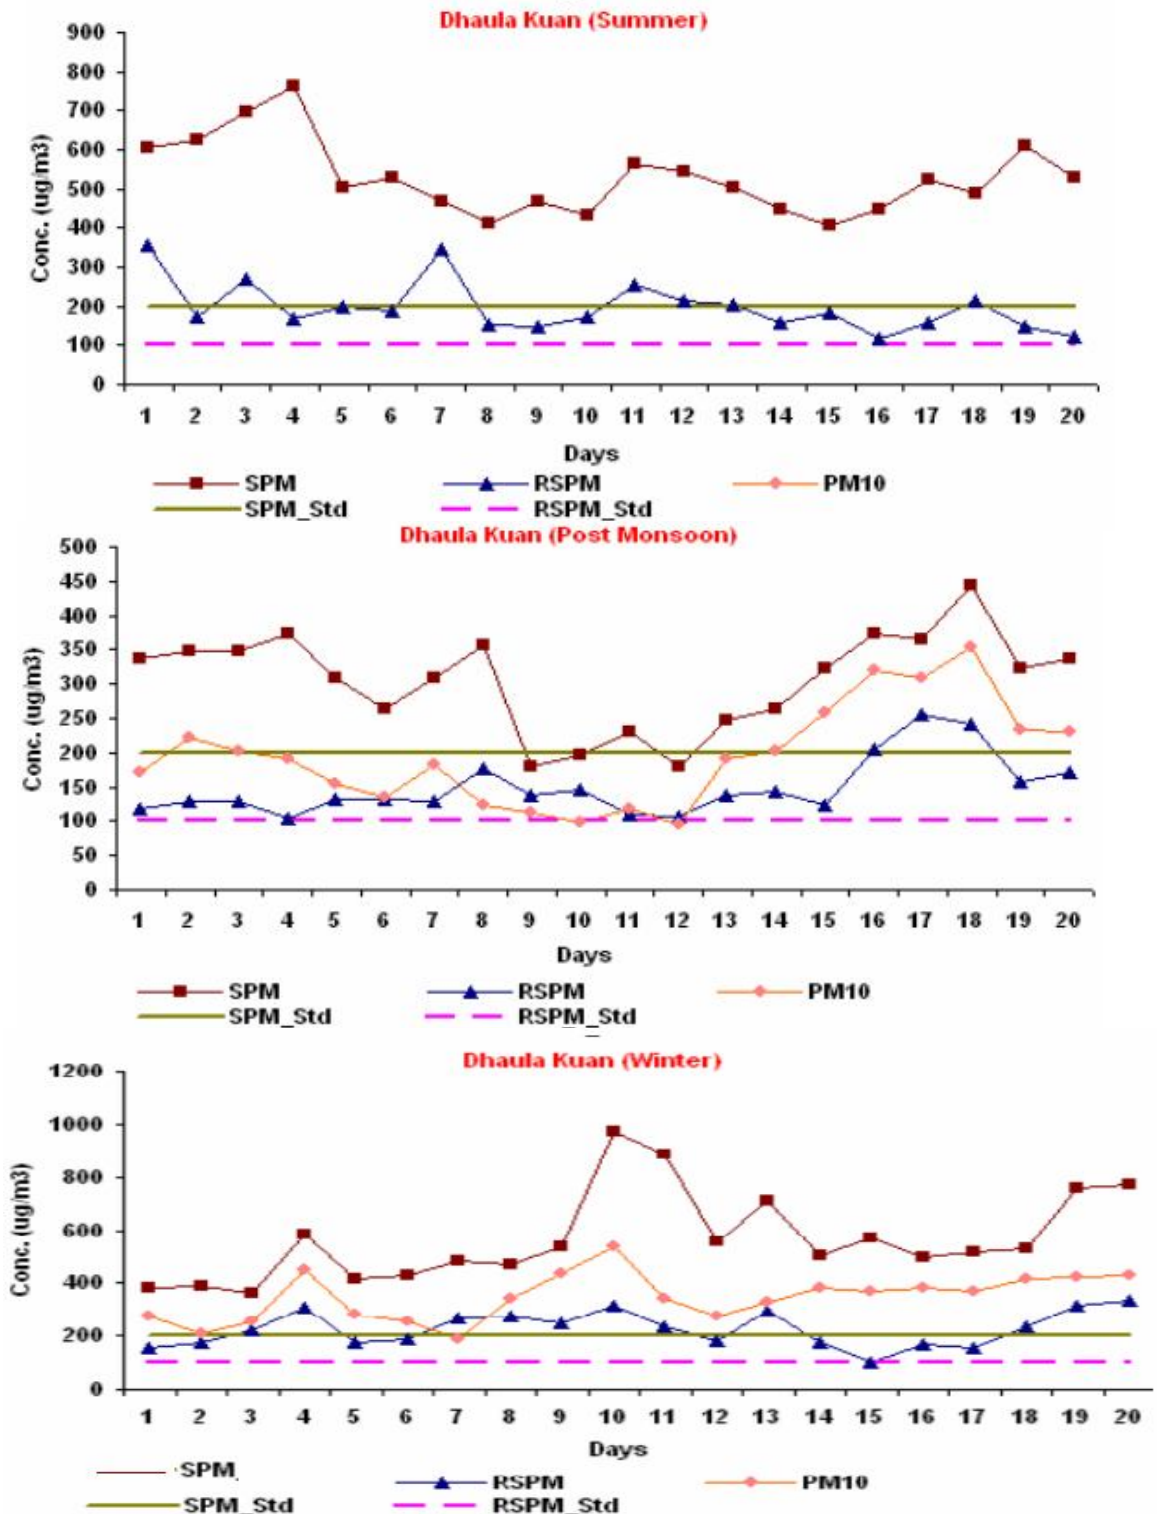 Dhaula Kuan (Summer)
Conc. (ug/m3)
900
800
700
600
500
400
300
200
100
0
1 2 3 4 5 6 7 8 9 10 11 12 13 14 15 16 17 18 19 20
Days
SPM RSPM PM10
SPM_Std RSPM_Std
Dhaula Kuan (Post Monsoon)
Conc. (ug/m3)
500
450
400
350
300
250
200
150
100
50
0
1 2 3 4 5 6 7 8 9 10 11 12 13 14 15 16 17 18 19 20
Days
SPM RSPM PM10
SPM_Std RSPM_Std
Dhaula Kuan (Winter)
Conc. (ug/m3)
1200
1000
800
600
400
200
0
1 2 3 4 5 6 7 8 9 10 11 12 13 14 15 16 17 18 19 20
Days
SPM RSPM PM10
SPM_Std RSPM_Std